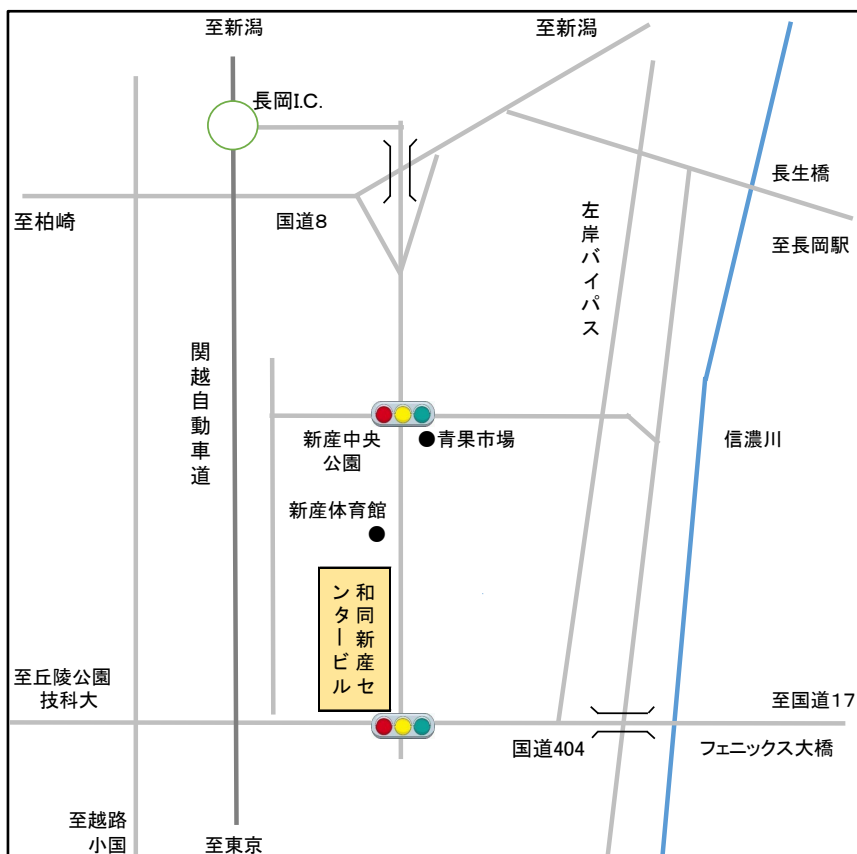 至新潟
至新潟
長岡I.C.
長生橋
至柏崎
国道8
左岸バイパス
至長岡駅
関越自動車道
新産中央
公園
青果市場
信濃川
新産体育館
和同新産セ
ンタービル
至丘陵公園
技科大
至国道17
国道404
フェニックス大橋
至越路
小国
至東京